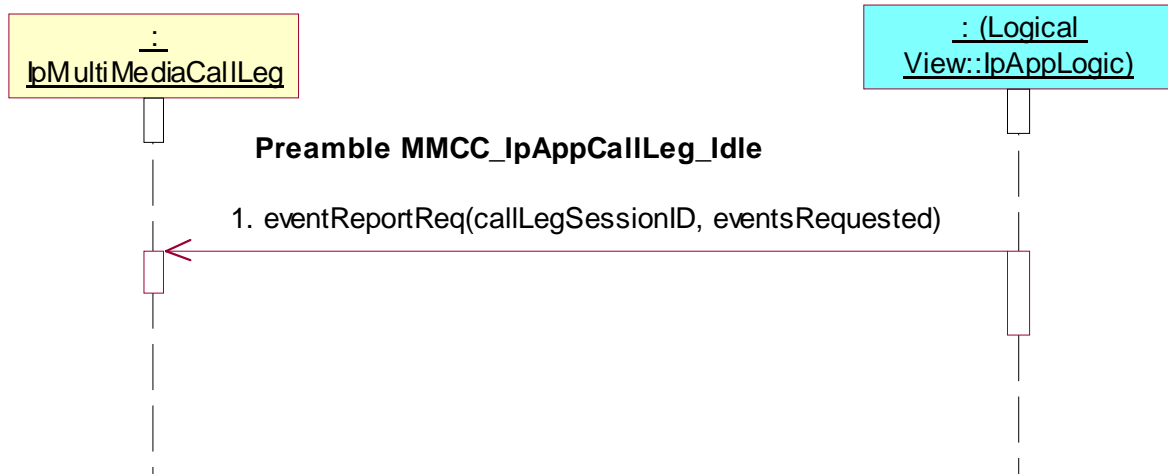 :
IpMultiMediaCallLeg
: (Logical
View::IpAppLogic)
Preamble MMCC_IpAppCallLeg_Idle
1. eventReportReq(callLegSessionID, eventsRequested)